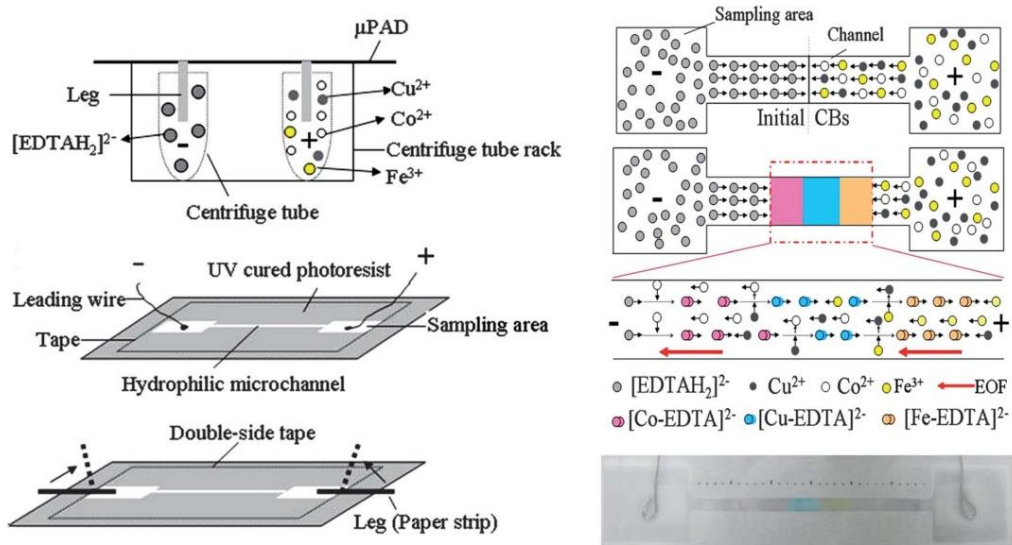 μPAD
Leg
Cu²⁺
Co²⁺
[EDTAH₂]²⁻
-
+
Centrifuge tube rack
Fe³⁺
Centrifuge tube
-
+
UV cured photoresist
Leading wire
Sampling area
Tape
Hydrophilic microchannel
Double-side tape
Leg (Paper strip)
Sampling area
Channel
-
+
Initial CBs
-
+
-
+
[EDTAH₂]²⁻ Cu²⁺ Co²⁺ Fe³⁺ EOF
[Co-EDTA]²⁻ [Cu-EDTA]²⁻ [Fe-EDTA]²⁻